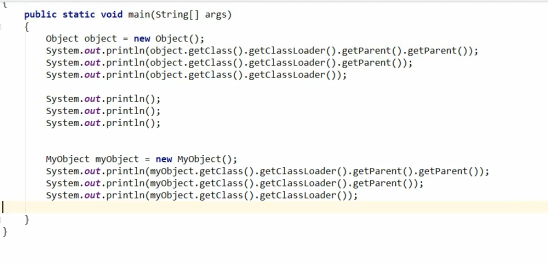 {
public static void main(String[] args)
{
Object object = new Object();
System.out.println(object.getClass().getClassLoader().getParent().getParent());
System.out.println(object.getClass().getClassLoader().getParent());
System.out.println(object.getClass().getClassLoader());
System.out.println();
System.out.println();
System.out.println();
MyObject myObject = new MyObject();
System.out.println(myObject.getClass().getClassLoader().getParent().getParent());
System.out.println(myObject.getClass().getClassLoader().getParent());
System.out.println(myObject.getClass().getClassLoader());
}
}